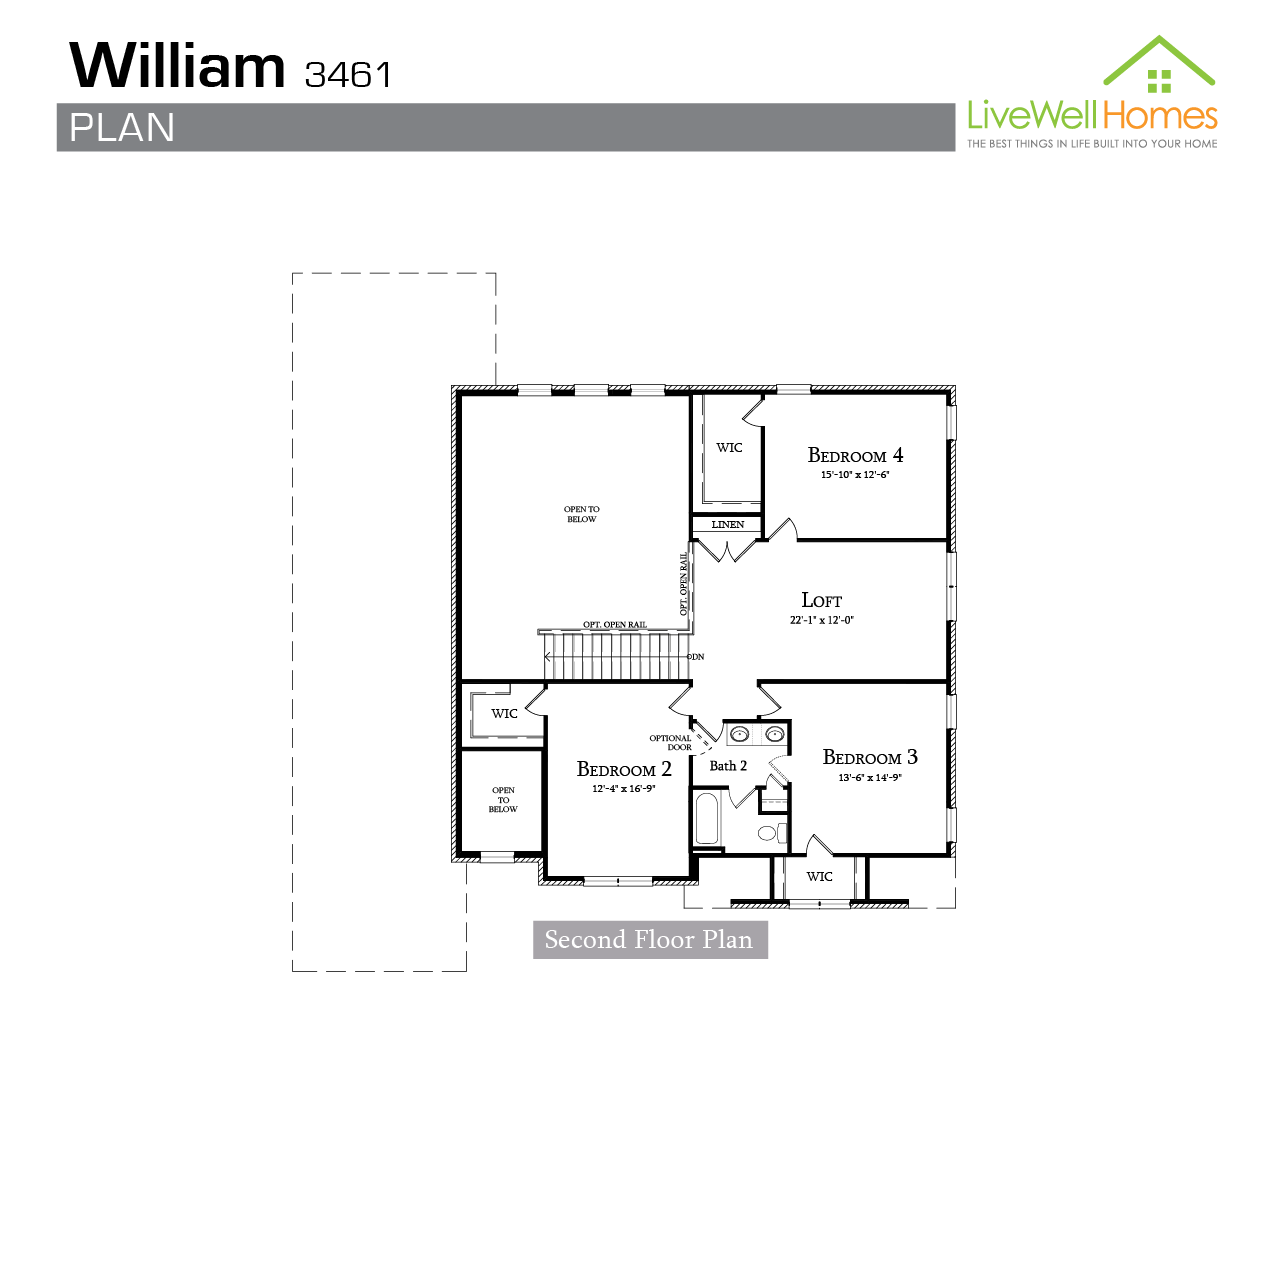 William 3461
PLAN
LiveWellHomes
THE BEST THINGS IN LIFE BUILT INTO YOUR HOME
WIC
BEDROOM 4
15'-10" x 12'-6"
OPEN TO
BELOW
LINEN
OPT. OPEN RAIL
LOFT
22'-1" x 12'-0"
OPT. OPEN RAIL
DN
WIC
OPTIONAL
DOOR
BEDROOM 2
12'-4" x 16'-9"
Bath 2
BEDROOM 3
13'-6" x 14'-9"
OPEN
TO
BELOW
WIC
Second Floor Plan